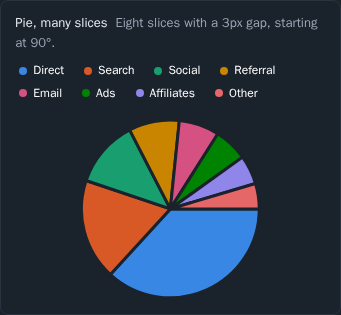 Pie, many slices Eight slices with a 3px gap, starting
at 90°.
Direct Search Social Referral
Email Ads Affiliates Other